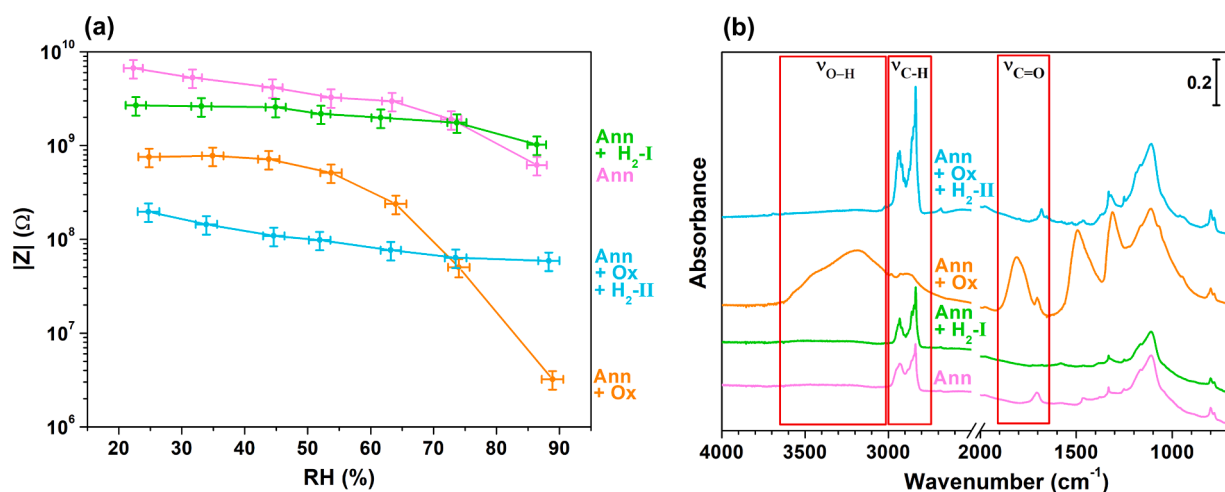 (a)
10¹⁰
10⁹
10⁸
10⁷
10⁶
|Z| (Ω)
20 30 40 50 60 70 80 90
RH (%)
Ann
+ H₂-I
Ann
Ann
+ Ox
+ H₂-II
Ann
+ Ox
(b)
νO–H
νC-H
νC=O
0.2
Ann
+ Ox
+ H₂-II
Ann
+ Ox
Ann
+ H₂-I
Ann
Absorbance
4000 3500 3000 2500 2000 1500 1000
Wavenumber (cm⁻¹)